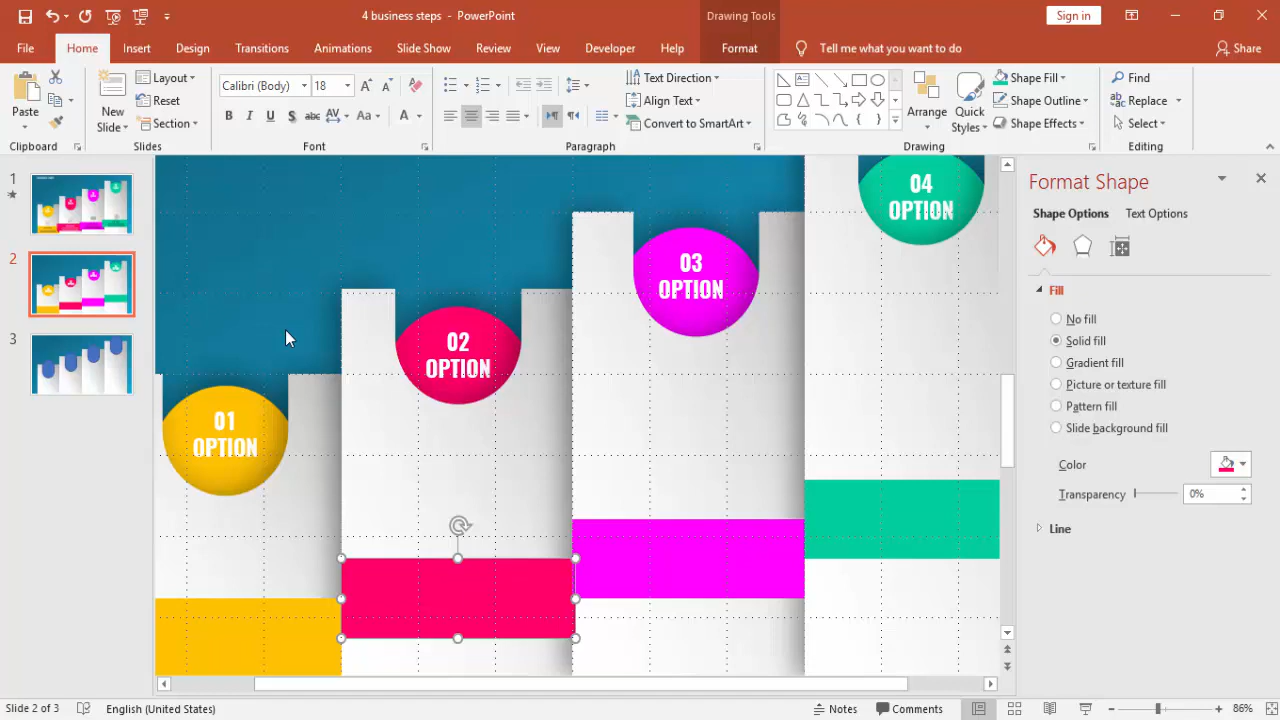 4 business steps - PowerPoint
Drawing Tools
Sign in
File
Home
Insert
Design
Transitions
Animations
Slide Show
Review
View
Developer
Help
Format
Tell me what you want to do
Share
Paste
New
Slide
Layout
Reset
Section
Calibri (Body)
18
A A
B I U S abc AV Aa A
Text Direction
Align Text
Convert to SmartArt
Arrange
Quick
Styles
Shape Fill
Shape Outline
Shape Effects
Find
Replace
Select
Clipboard
Slides
Font
Paragraph
Drawing
Editing
1
2
3
01
OPTION
02
OPTION
03
OPTION
04
OPTION
Format Shape
Shape Options
Text Options
Fill
No fill
Solid fill
Gradient fill
Picture or texture fill
Pattern fill
Slide background fill
Color
Transparency
0%
Line
Slide 2 of 3
English (United States)
Notes
Comments
86%